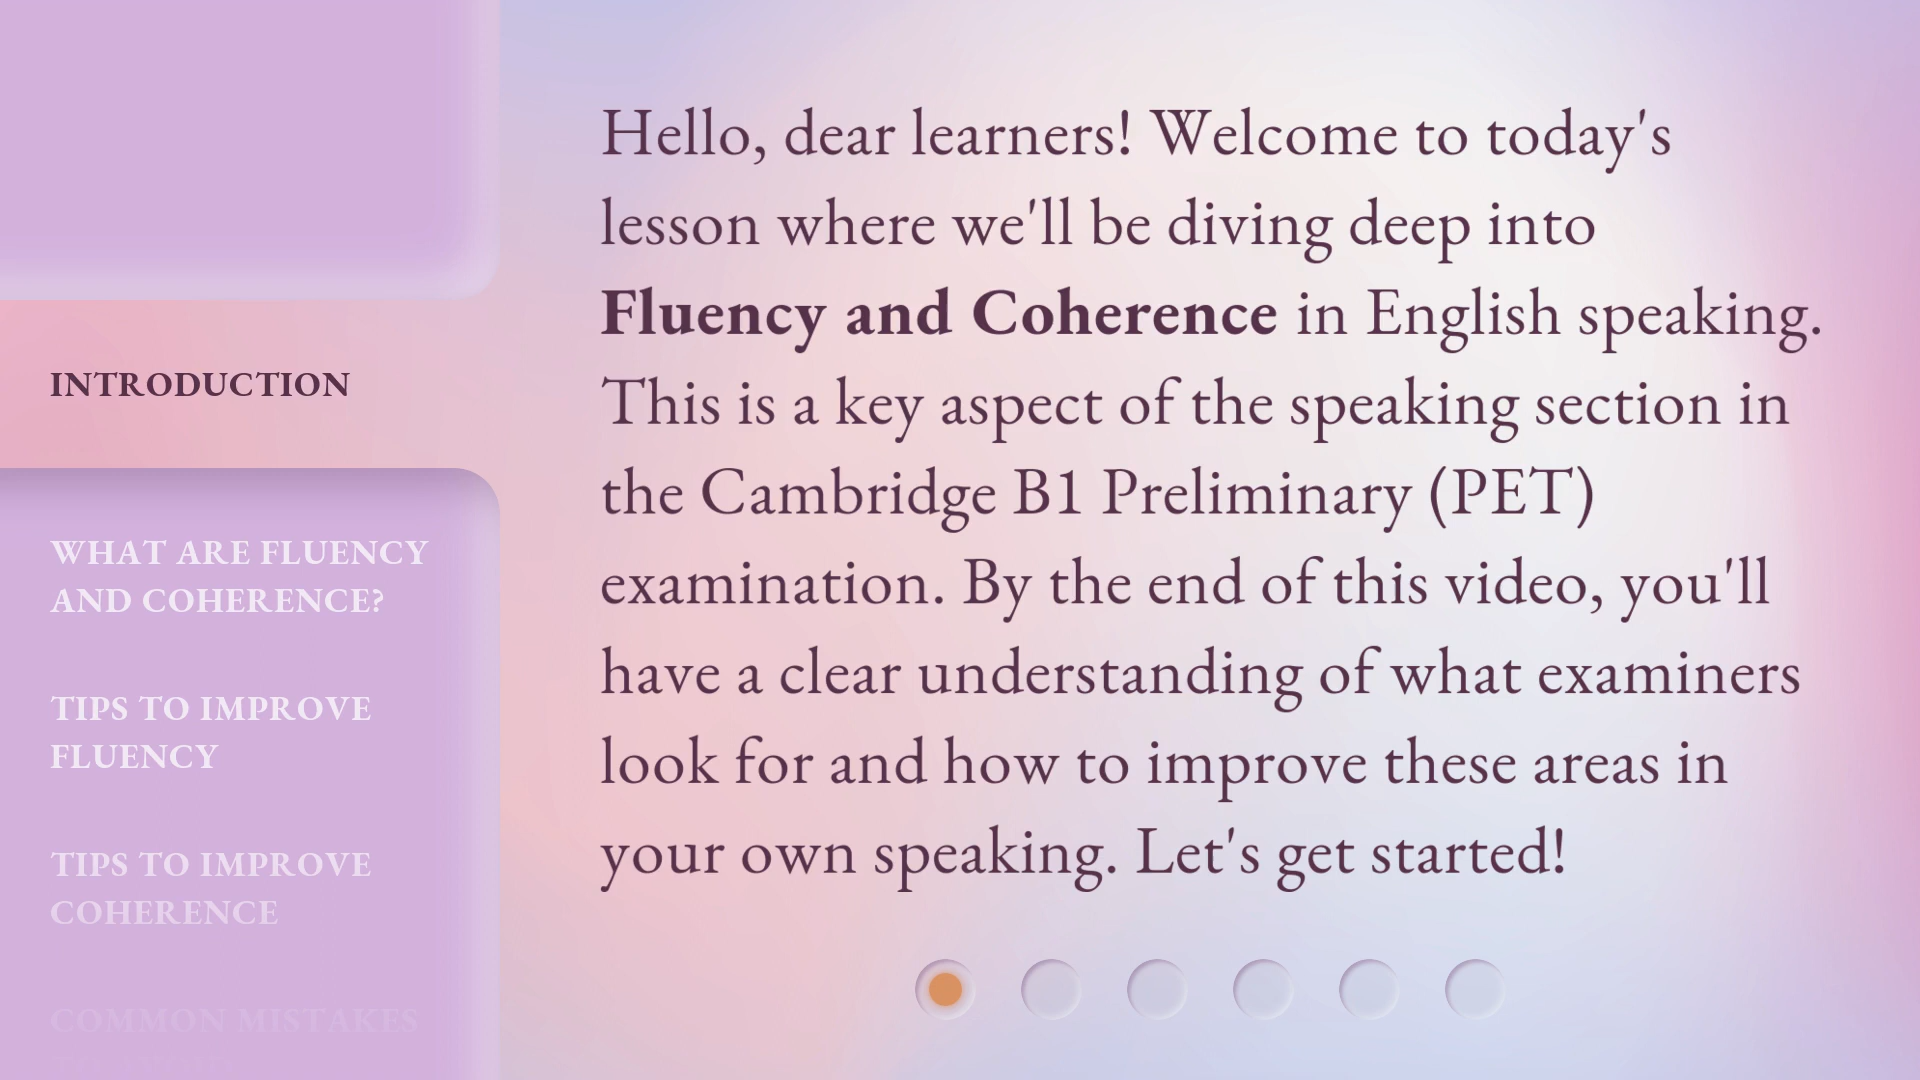 INTRODUCTION
WHAT ARE FLUENCY
AND COHERENCE?
TIPS TO IMPROVE
FLUENCY
TIPS TO IMPROVE
COHERENCE
COMMON MISTAKES
Hello, dear learners! Welcome to today's
lesson where we'll be diving deep into
Fluency and Coherence in English speaking.
This is a key aspect of the speaking section in
the Cambridge B1 Preliminary (PET)
examination. By the end of this video, you'll
have a clear understanding of what examiners
look for and how to improve these areas in
your own speaking. Let's get started!